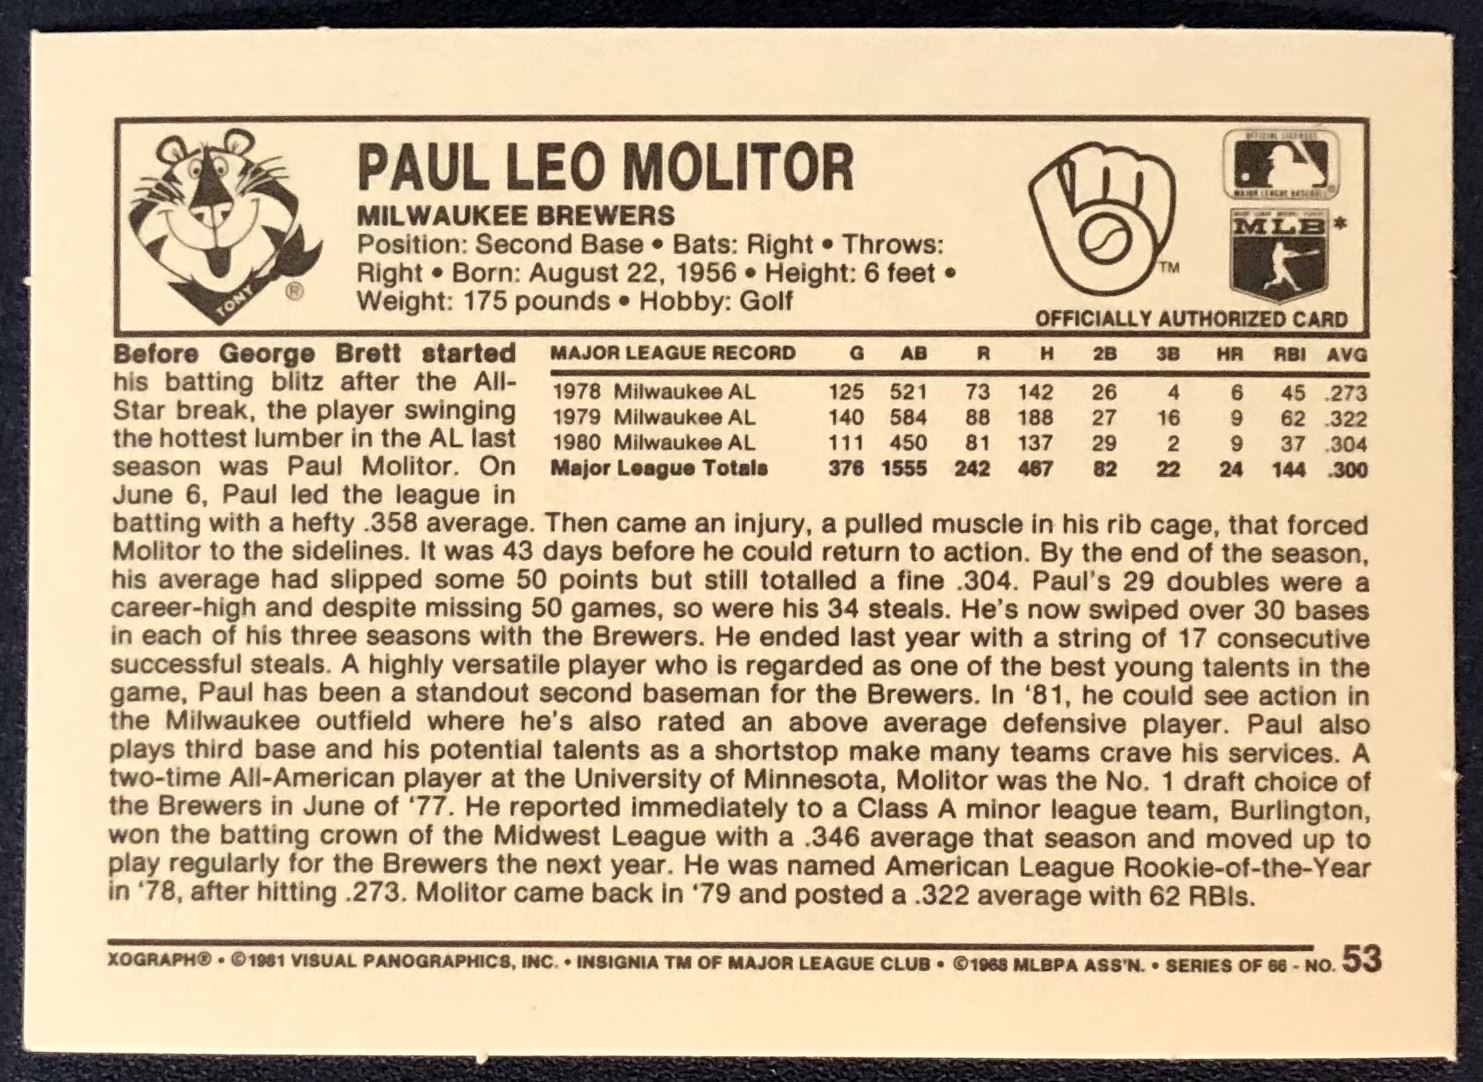 TONY
®
PAUL LEO MOLITOR
MILWAUKEE BREWERS
Position: Second Base • Bats: Right • Throws:
Right • Born: August 22, 1956 • Height: 6 feet •
Weight: 175 pounds • Hobby: Golf
TM
OFFICIAL LICENSEE
MAJOR LEAGUE BASEBALL®
MLB*
OFFICIALLY AUTHORIZED CARD
Before George Brett started
his batting blitz after the All-
Star break, the player swinging
the hottest lumber in the AL last
season was Paul Molitor. On
June 6, Paul led the league in
MAJOR LEAGUE RECORD G AB R H 2B 3B HR RBI AVG
1978 Milwaukee AL 125 521 73 142 26 4 6 45 .273
1979 Milwaukee AL 140 584 88 188 27 16 9 62 .322
1980 Milwaukee AL 111 450 81 137 29 2 9 37 .304
Major League Totals 376 1555 242 467 82 22 24 144 .300
batting with a hefty .358 average. Then came an injury, a pulled muscle in his rib cage, that forced
Molitor to the sidelines. It was 43 days before he could return to action. By the end of the season,
his average had slipped some 50 points but still totalled a fine .304. Paul's 29 doubles were a
career-high and despite missing 50 games, so were his 34 steals. He's now swiped over 30 bases
in each of his three seasons with the Brewers. He ended last year with a string of 17 consecutive
successful steals. A highly versatile player who is regarded as one of the best young talents in the
game, Paul has been a standout second baseman for the Brewers. In '81, he could see action in
the Milwaukee outfield where he's also rated an above average defensive player. Paul also
plays third base and his potential talents as a shortstop make many teams crave his services. A
two-time All-American player at the University of Minnesota, Molitor was the No. 1 draft choice of
the Brewers in June of '77. He reported immediately to a Class A minor league team, Burlington,
won the batting crown of the Midwest League with a .346 average that season and moved up to
play regularly for the Brewers the next year. He was named American League Rookie-of-the-Year
in '78, after hitting .273. Molitor came back in '79 and posted a .322 average with 62 RBIs.
XOGRAPH® • ©1981 VISUAL PANOGRAPHICS, INC. • INSIGNIA TM OF MAJOR LEAGUE CLUB • ©1968 MLBPA ASS'N. • SERIES OF 66 - NO. 53